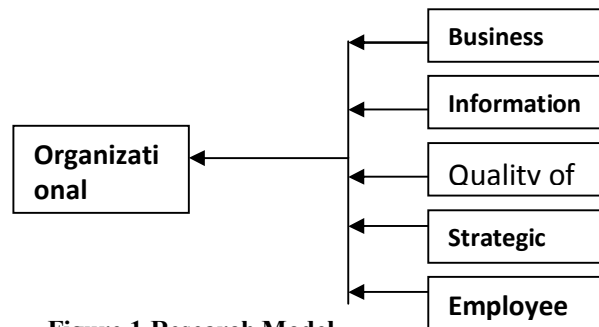 Business
Information
Organizati
onal
Quality of
Strategic
Employee
Figure 1 Research Model